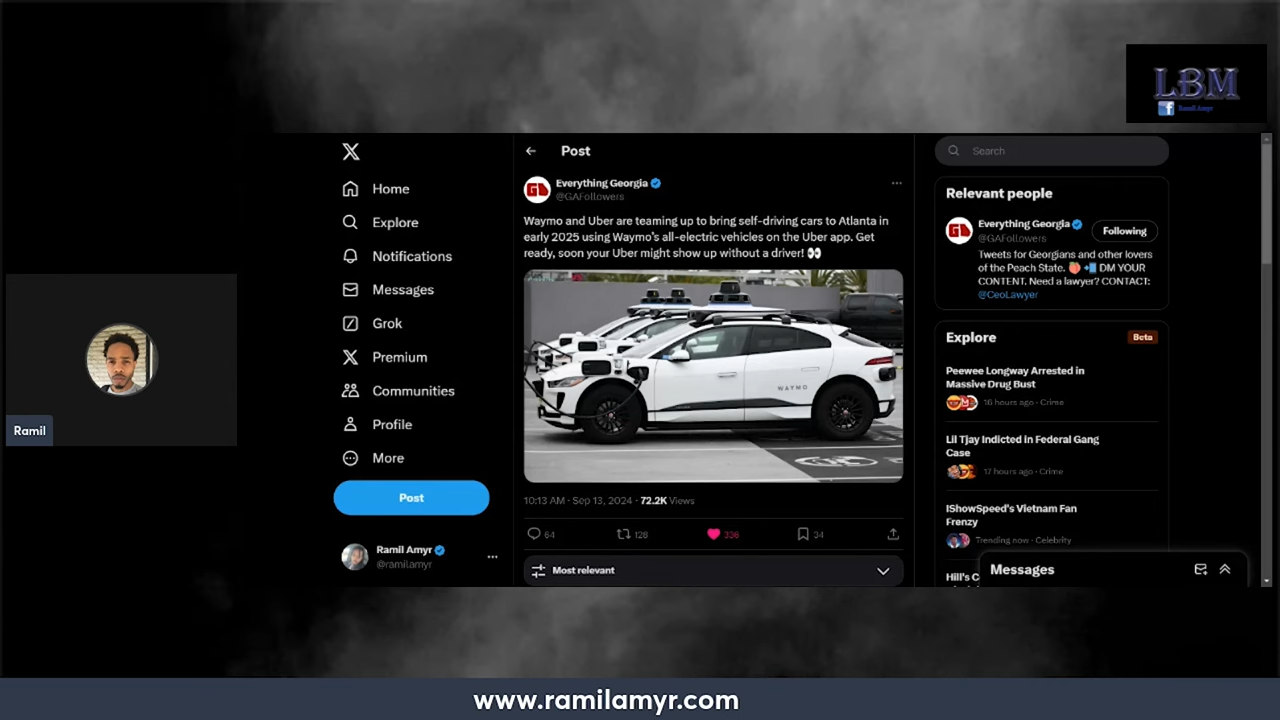 LBM
Ramil Amyr
Ramil
Home
Explore
Notifications
Messages
Grok
Premium
Communities
Profile
More
Post
Ramil Amyr
@ramilamyr
Post
Everything Georgia
@GAFollowers
Waymo and Uber are teaming up to bring self-driving cars to Atlanta in
early 2025 using Waymo's all-electric vehicles on the Uber app. Get
ready, soon your Uber might show up without a driver! 👀
WAYMO
10:13 AM · Sep 13, 2024 · 72.2K Views
64 128 336 34
Most relevant
Search
Relevant people
Everything Georgia
@GAFollowers
Following
Tweets for Georgians and other lovers
of the Peach State. 🍑 📲 DM YOUR
CONTENT. Need a lawyer? CONTACT:
@CeoLawyer
Explore
Beta
Peewee Longway Arrested in
Massive Drug Bust
16 hours ago · Crime
Lil Tjay Indicted in Federal Gang
Case
17 hours ago · Crime
IShowSpeed's Vietnam Fan
Frenzy
Trending now · Celebrity
Hill's C
Messages
www.ramilamyr.com